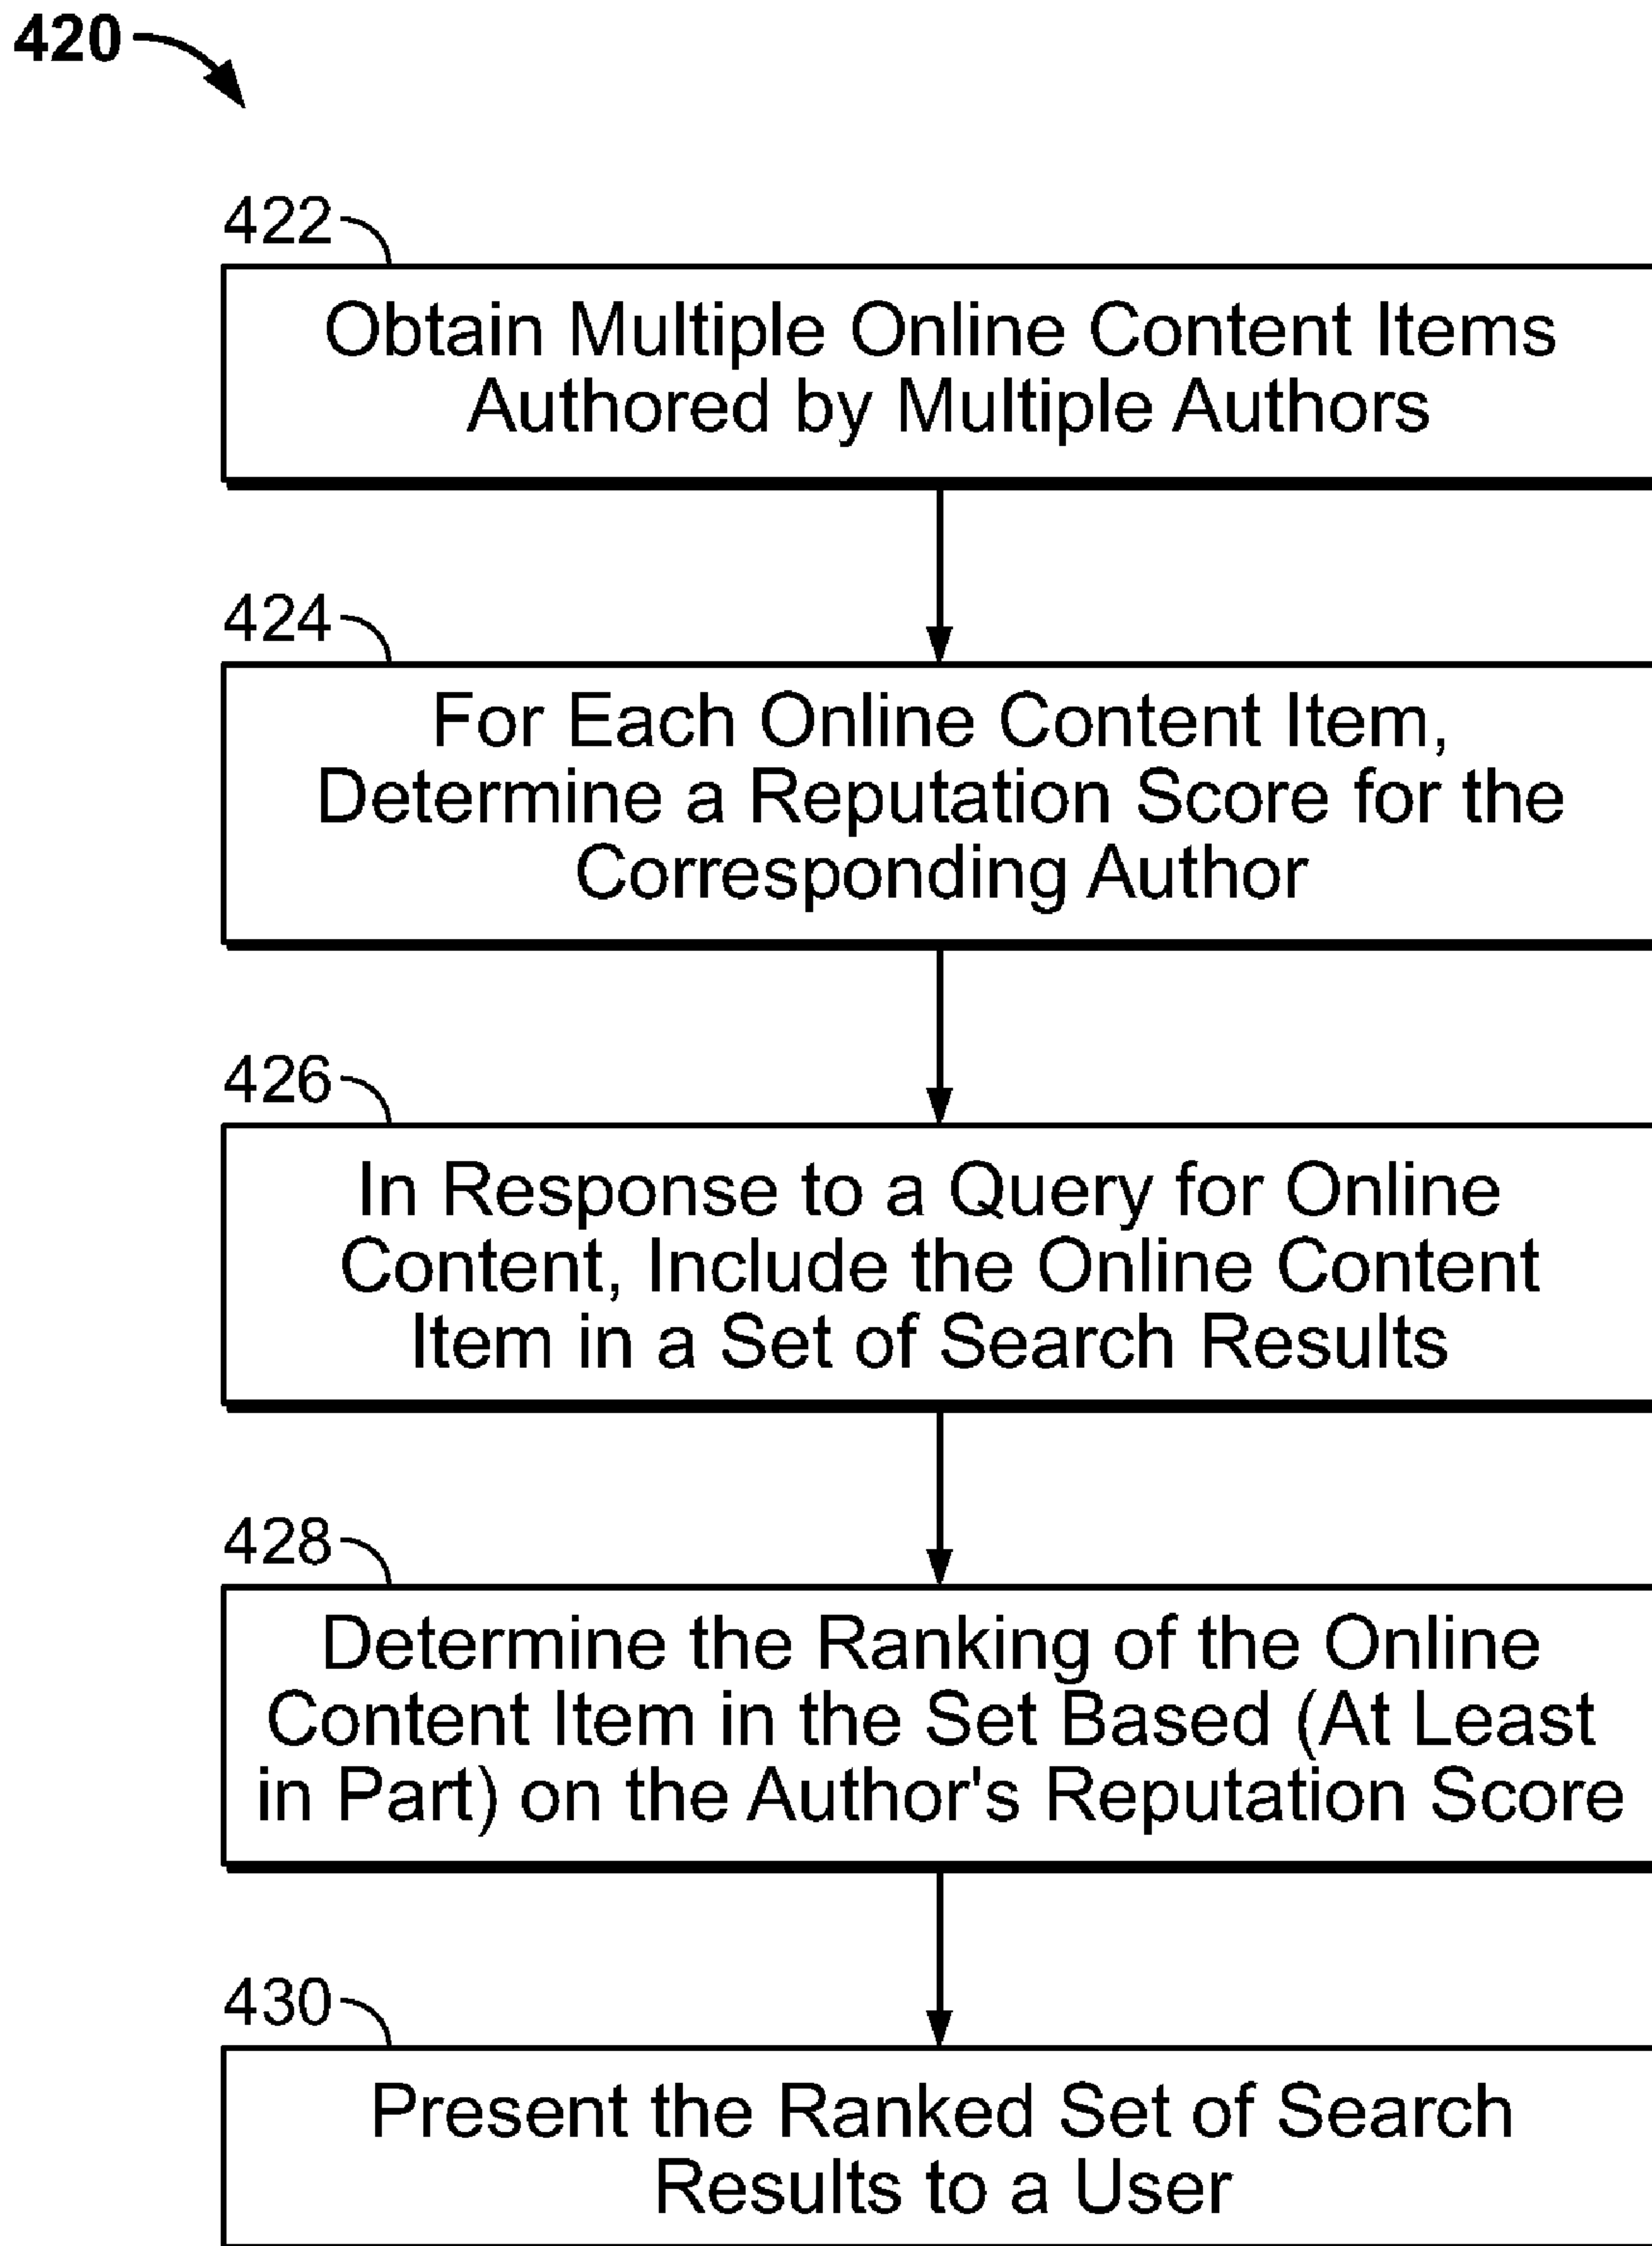 420
422
Obtain Multiple Online Content Items
Authored by Multiple Authors
424
For Each Online Content Item,
Determine a Reputation Score for the
Corresponding Author
426
In Response to a Query for Online
Content, Include the Online Content
Item in a Set of Search Results
428
Determine the Ranking of the Online
Content Item in the Set Based (At Least
in Part) on the Author's Reputation Score
430
Present the Ranked Set of Search
Results to a User